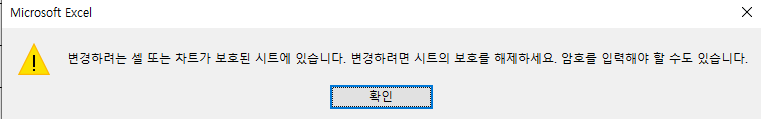 Microsoft Excel
변경하려는 셀 또는 차트가 보호된 시트에 있습니다. 변경하려면 시트의 보호를 해제하세요. 암호를 입력해야 할 수도 있습니다.
확인